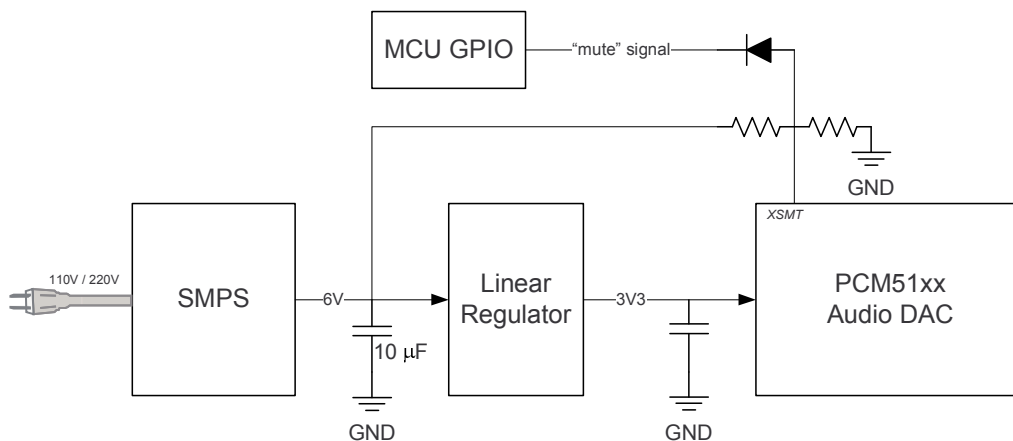 MCU GPIO
“mute” signal
GND
XSMT
110V / 220V
SMPS
6V
Linear
Regulator
3V3
PCM51xx
Audio DAC
10 μF
GND
GND